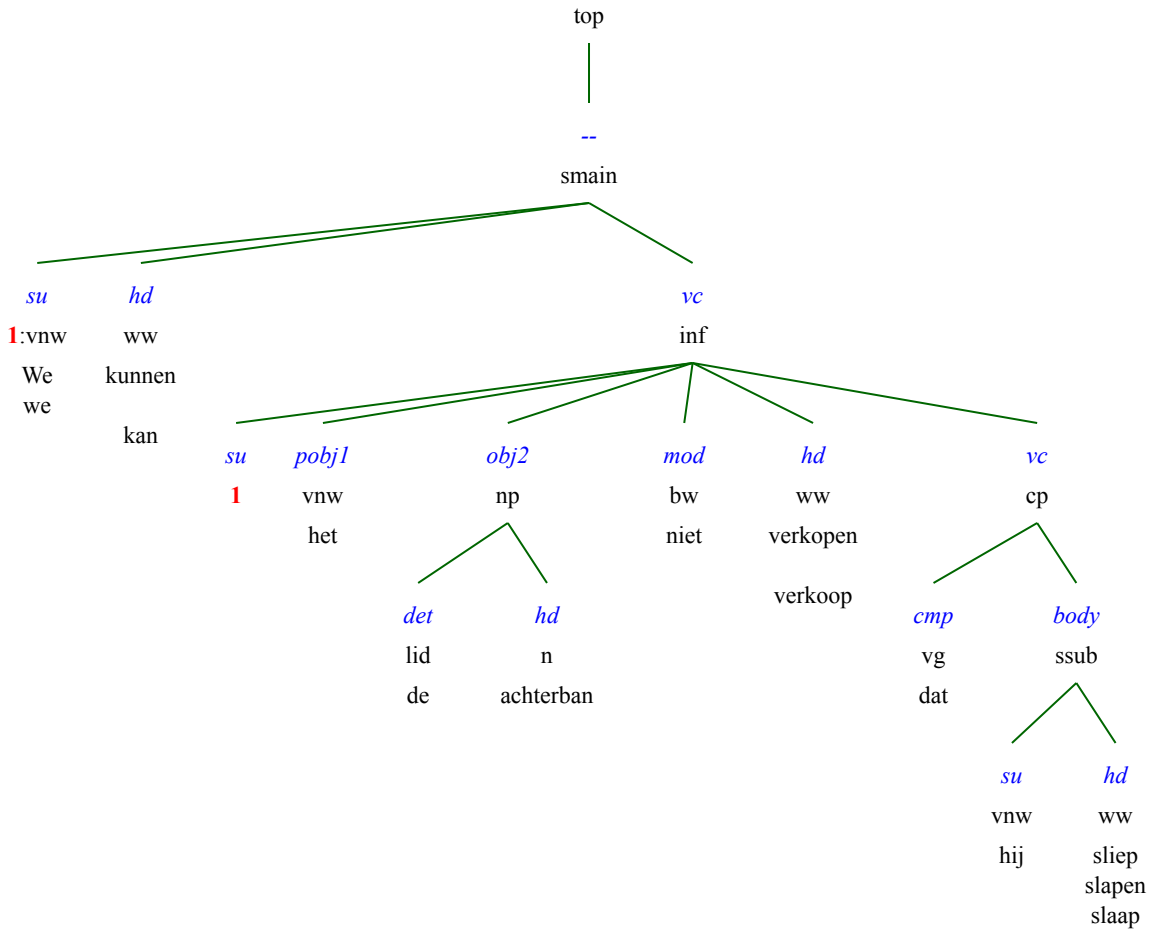 top
--
smain
su hd vc
1:vnw ww inf
We kunnen
we
kan
su pobj1 obj2 mod hd vc
1 vnw np bw ww cp
het niet verkopen
verkoop
det hd cmp body
lid n vg ssub
de achterban dat
su hd
vnw ww
hij sliep
slapen
slaap